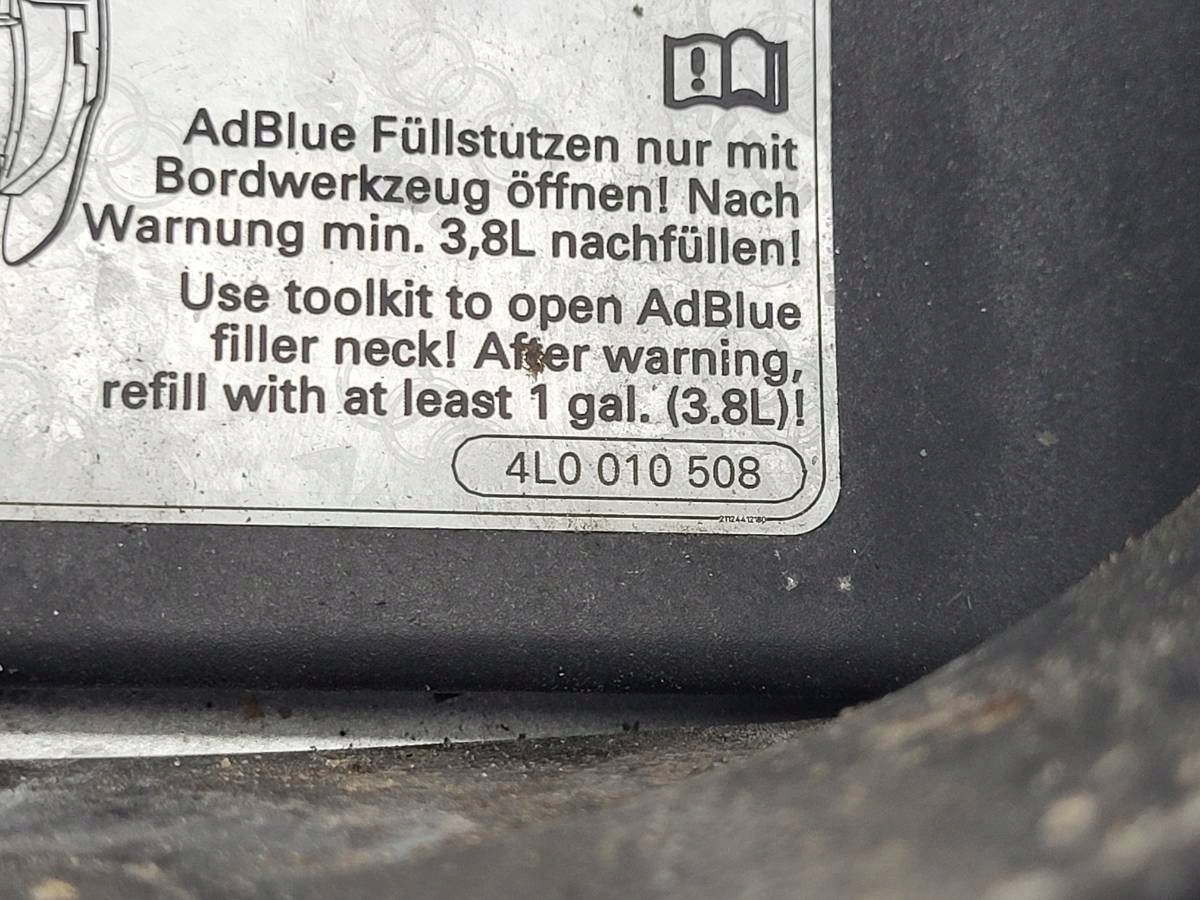 AdBlue Füllstutzen nur mit
Bordwerkzeug öffnen! Nach
Warnung min. 3,8L nachfüllen!
Use toolkit to open AdBlue
filler neck! After warning,
refill with at least 1 gal. (3.8L)!
4L0 010 508